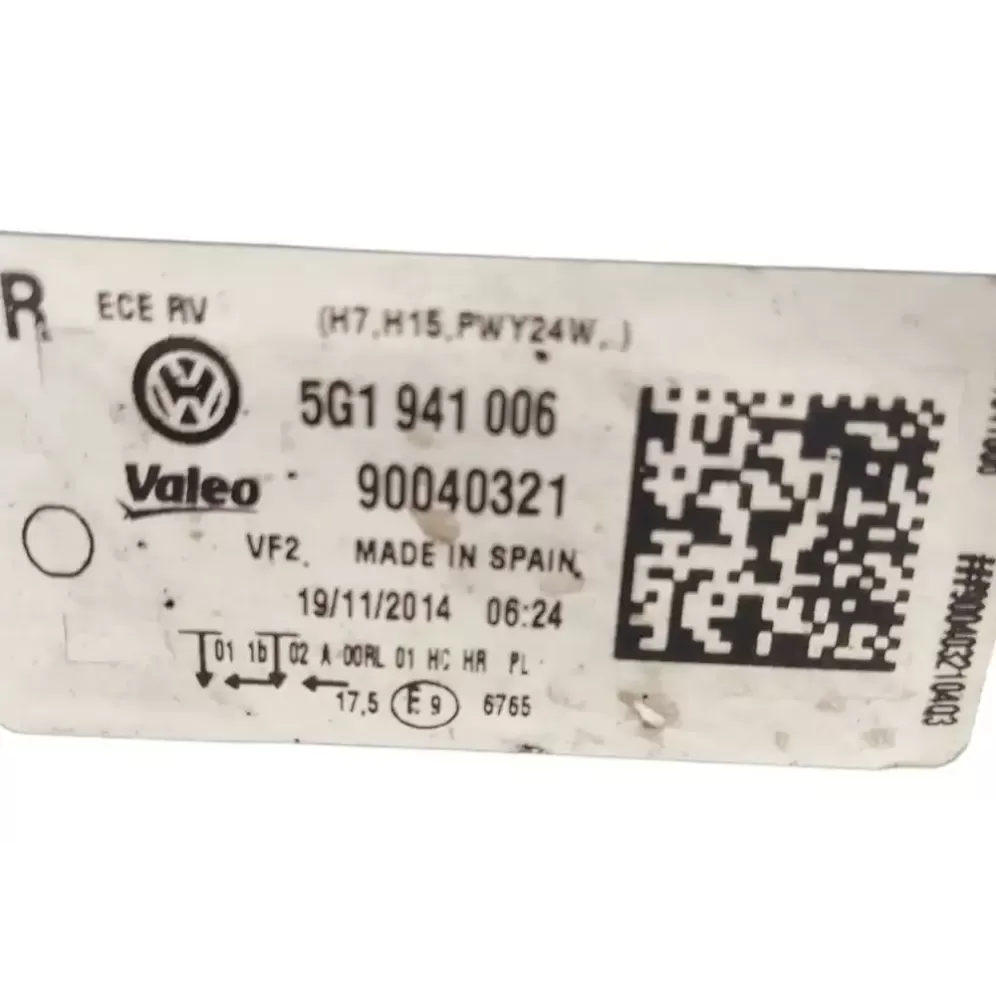 R ECE RV (H7,H15,PWY24W,.)
5G1 941 006
Valeo 90040321
VF2. MADE IN SPAIN
19/11/2014 06:24
01 1b 02 A 00RL 01 HC HR PL
17,5 E 9 6765